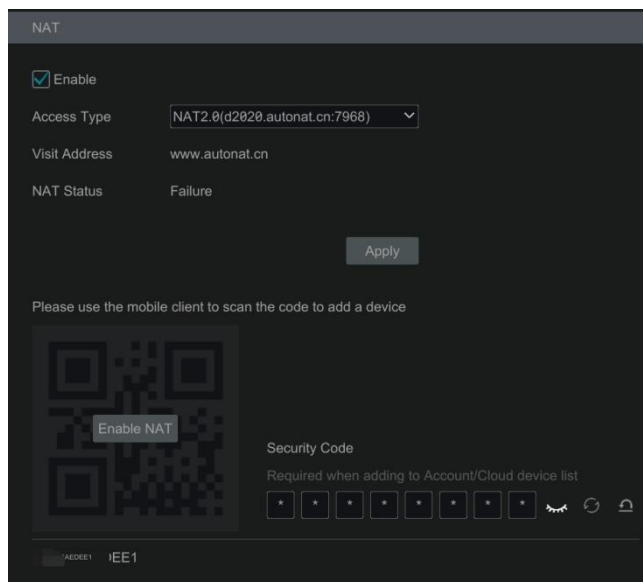 NAT
Enable
Access Type NAT2.0(d2020.autonat.cn:7968)
Visit Address www.autonat.cn
NAT Status Failure
Apply
Please use the mobile client to scan the code to add a device
Enable NAT
Security Code
Required when adding to Account/Cloud device list
* * * * * * * *
AEDEE1 EE1